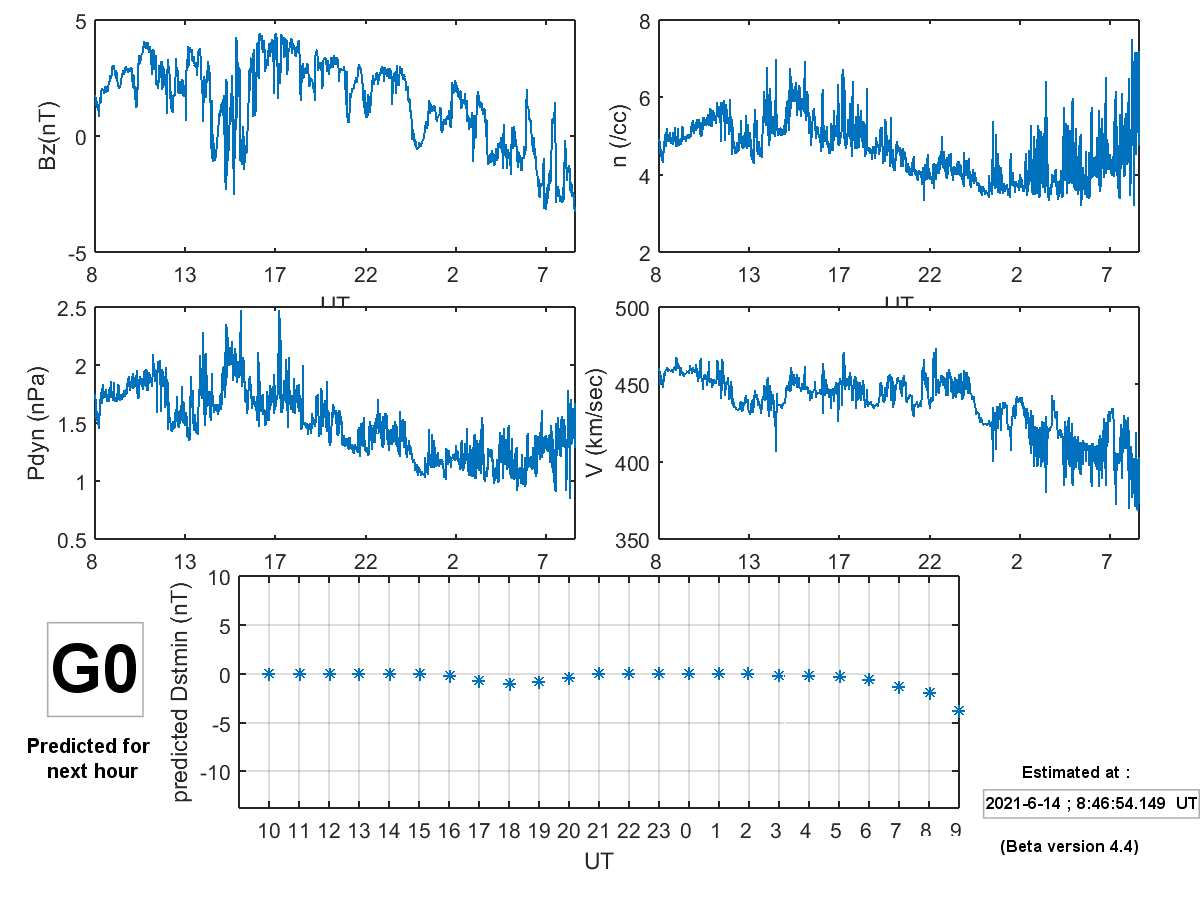 5
0
-5
Bz(nT)
8 13 17 22 2 7
UT
8
6
4
2
n (/cc)
8 13 17 22 2 7
UT
2.5
2
1.5
1
0.5
Pdyn (nPa)
8 13 17 22 2 7
500
450
400
350
V (km/sec)
8 13 17 22 2 7
10
5
0
-5
-10
predicted Dstmin (nT)
10 11 12 13 14 15 16 17 18 19 20 21 22 23 0 1 2 3 4 5 6 7 8 9
UT
G0
Predicted for
next hour
Estimated at :
2021-6-14 ; 8:46:54.149 UT
(Beta version 4.4)